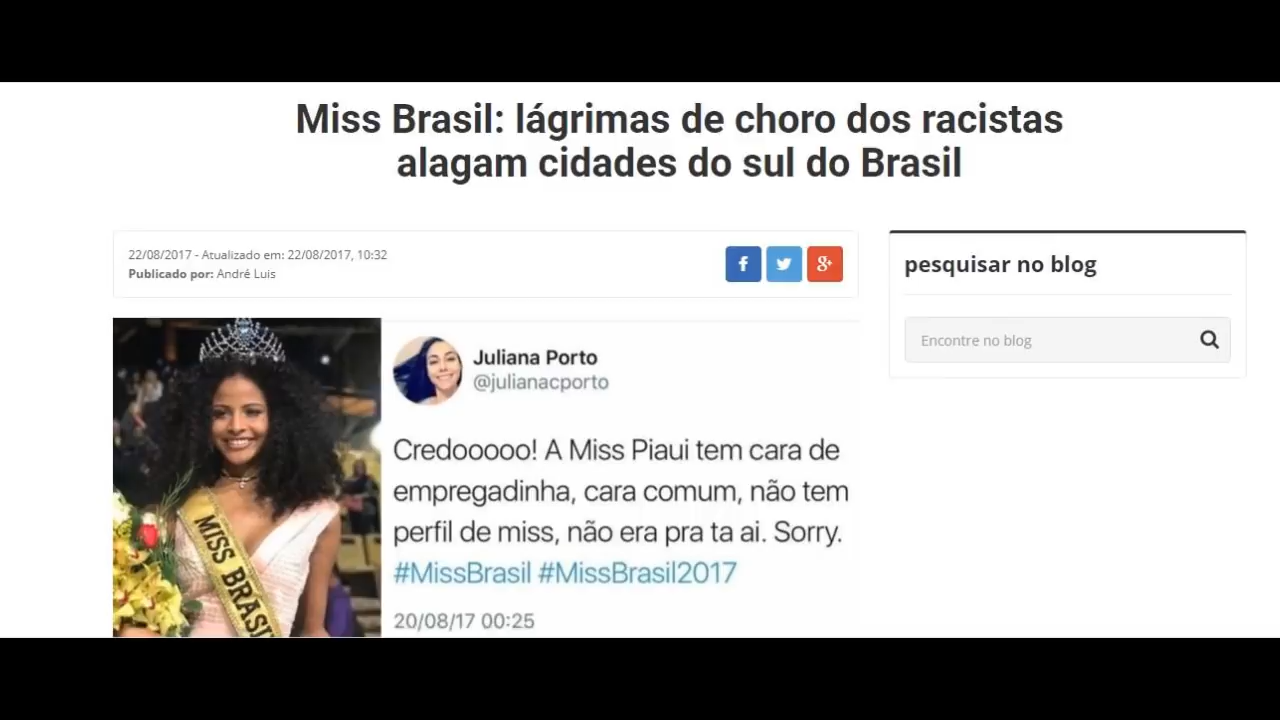 Miss Brasil: lágrimas de choro dos racistas
alagam cidades do sul do Brasil
22/08/2017 - Atualizado em: 22/08/2017, 10:32
Publicado por: André Luis
f
g+
pesquisar no blog
Encontre no blog
Juliana Porto
@julianacporto
Credooooo! A Miss Piaui tem cara de
empregadinha, cara comum, não tem
perfil de miss, não era pra ta ai. Sorry.
#MissBrasil #MissBrasil2017
20/08/17 00:25
MISS BRASI